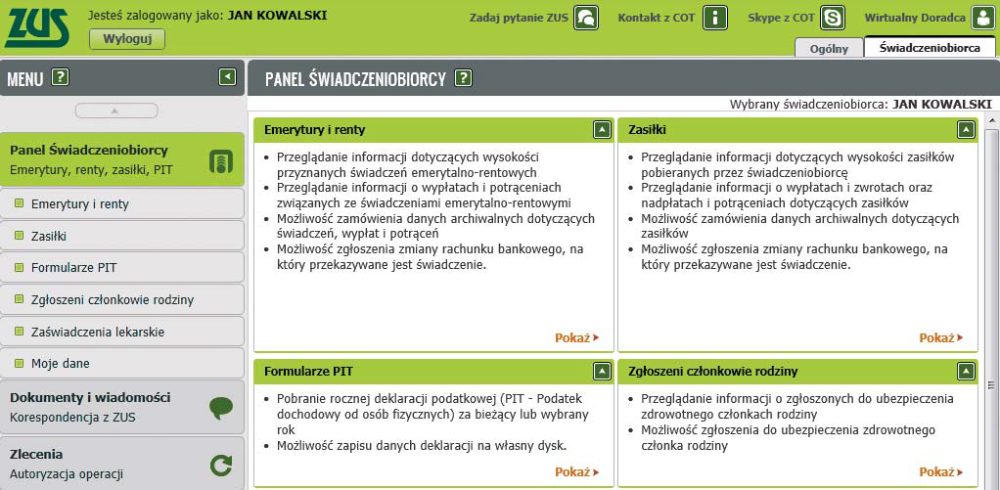 ZUS
Jesteś zalogowany jako: JAN KOWALSKI
Wyloguj
Zadaj pytanie ZUS
Kontakt z COT
Skype z COT
Wirtualny Doradca
Ogólny
Świadczeniobiorca
MENU ?
PANEL ŚWIADCZENIOBIORCY ?
Wybrany świadczeniobiorca: JAN KOWALSKI
Panel Świadczeniobiorcy
Emerytury, renty, zasiłki, PIT
Emerytury i renty
Zasiłki
Formularze PIT
Zgłoszeni członkowie rodziny
Zaświadczenia lekarskie
Moje dane
Dokumenty i wiadomości
Korespondencja z ZUS
Zlecenia
Autoryzacja operacji
Emerytury i renty
• Przeglądanie informacji dotyczących wysokości
przyznanych świadczeń emerytalno-rentowych
• Przeglądanie informacji o wypłatach i potrąceniach
związanych ze świadczeniami emerytalno-rentowymi
• Możliwość zamówienia danych archiwalnych dotyczących
świadczeń, wypłat i potrąceń
• Możliwość zgłoszenia zmiany rachunku bankowego, na
który przekazywane jest świadczenie.
Pokaż
Zasiłki
• Przeglądanie informacji dotyczących wysokości zasiłków
pobieranych przez świadczeniobiorcę
• Przeglądanie informacji o wypłatach i zwrotach oraz
nadpłatach i potrąceniach dotyczących zasiłków
• Możliwość zamówienia danych archiwalnych dotyczących
zasiłków
• Możliwość zgłoszenia zmiany rachunku bankowego, na
który przekazywane jest świadczenie.
Pokaż
Formularze PIT
• Pobranie rocznej deklaracji podatkowej (PIT - Podatek
dochodowy od osób fizycznych) za bieżący lub wybrany
rok
• Możliwość zapisu danych deklaracji na własny dysk.
Pokaż
Zgłoszeni członkowie rodziny
• Przeglądanie informacji o zgłoszonych do ubezpieczenia
zdrowotnego członkach rodziny
• Możliwość zgłoszenia do ubezpieczenia zdrowotnego
członka rodziny
Pokaż